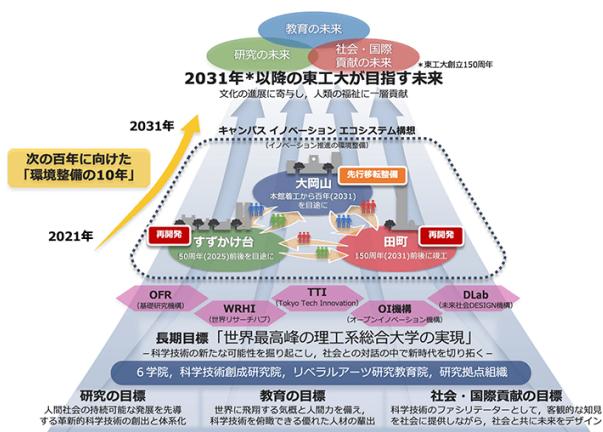 教育の未来
研究の未来
社会・国際
貢献の未来
*東工大創立150周年
2031年*以降の東工大が目指す未来
文化の進展に寄与し，人類の福祉に一層貢献
2031年
キャンパス イノベーション エコシステム構想
(イノベーション推進の環境整備)
次の百年に向けた
「環境整備の10年」
大岡山
先行移転整備
本館着工から百年(2031)
を目途に
2021年
再開発
すずかけ台
50周年(2025)前後を目途に
田町
再開発
150周年(2031)前後に竣工
OFR
(基礎研究機構)
WRHI
(世界リサーチハブ)
TTI
(Tokyo Tech Innovation)
OI機構
(オープンイノベーション機構)
DLab
(未来社会DESIGN機構)
長期目標「世界最高峰の理工系総合大学の実現」
－科学技術の新たな可能性を掘り起こし，社会との対話の中で新時代を切り拓く－
６学院，科学技術創成研究院，リベラルアーツ研究教育院，研究拠点組織
研究の目標
人間社会の持続可能な発展を先導
する革新的科学技術の創出と体系化
教育の目標
世界に飛翔する気概と人間力を備え，
科学技術を俯瞰できる優れた人材の輩出
社会・国際貢献の目標
科学技術のファシリテーターとして，客観的な知見
を社会に提供しながら，社会と共に未来をデザイン